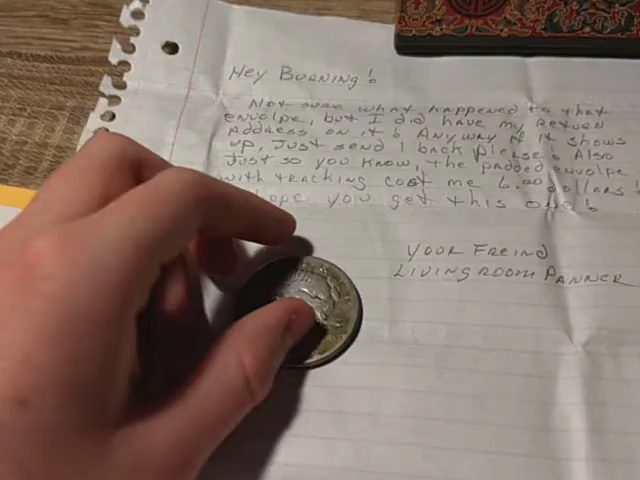 Hey Burning!
Not sure what happened to that
envolpe, but I did have my return
address on it! Anyway if it shows
up, just send 1 back please! Also
Just so you know, the padded envolpe
with tracking cost me 6.00 dollars!
hope you get this one!
Your Freind
Livingroom Panner